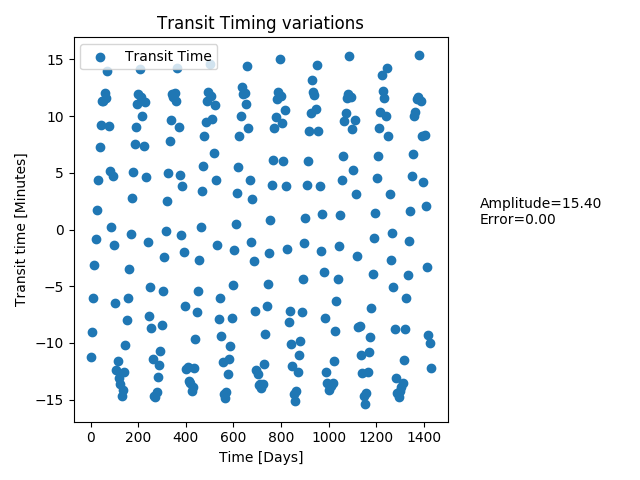 Transit Timing variations
Transit Time
Transit time [Minutes]
15
10
5
0
−5
−10
−15
0 200 400 600 800 1000 1200 1400
Time [Days]
Amplitude=15.40
Error=0.00